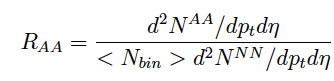 R_{AA} = \frac{d^2N^{AA}/dp_t d\eta}{< N_{bin} > d^2N^{NN}/dp_t d\eta}